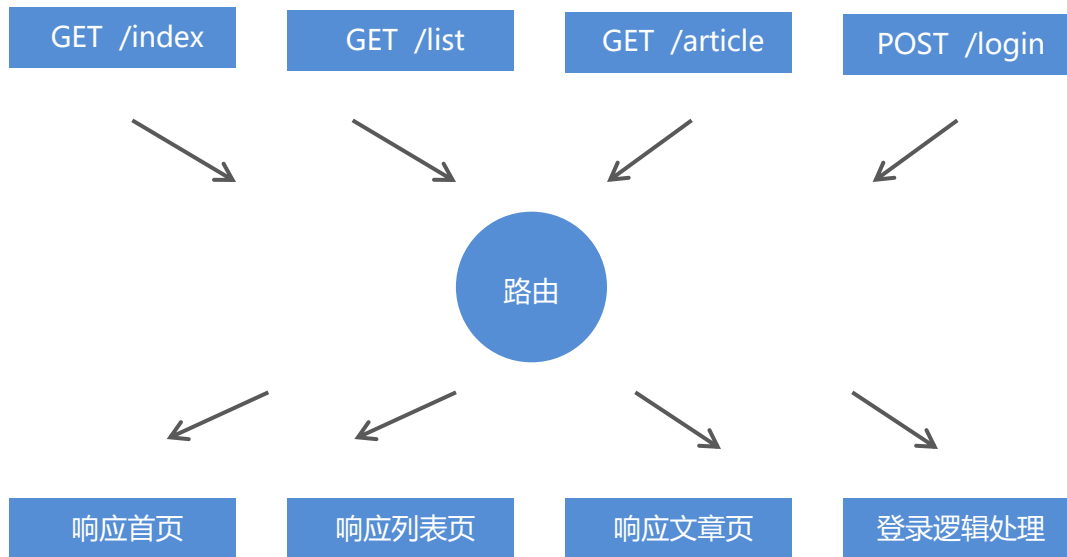 GET /index
GET /list
GET /article
POST /login
路由
响应首页
响应列表页
响应文章页
登录逻辑处理